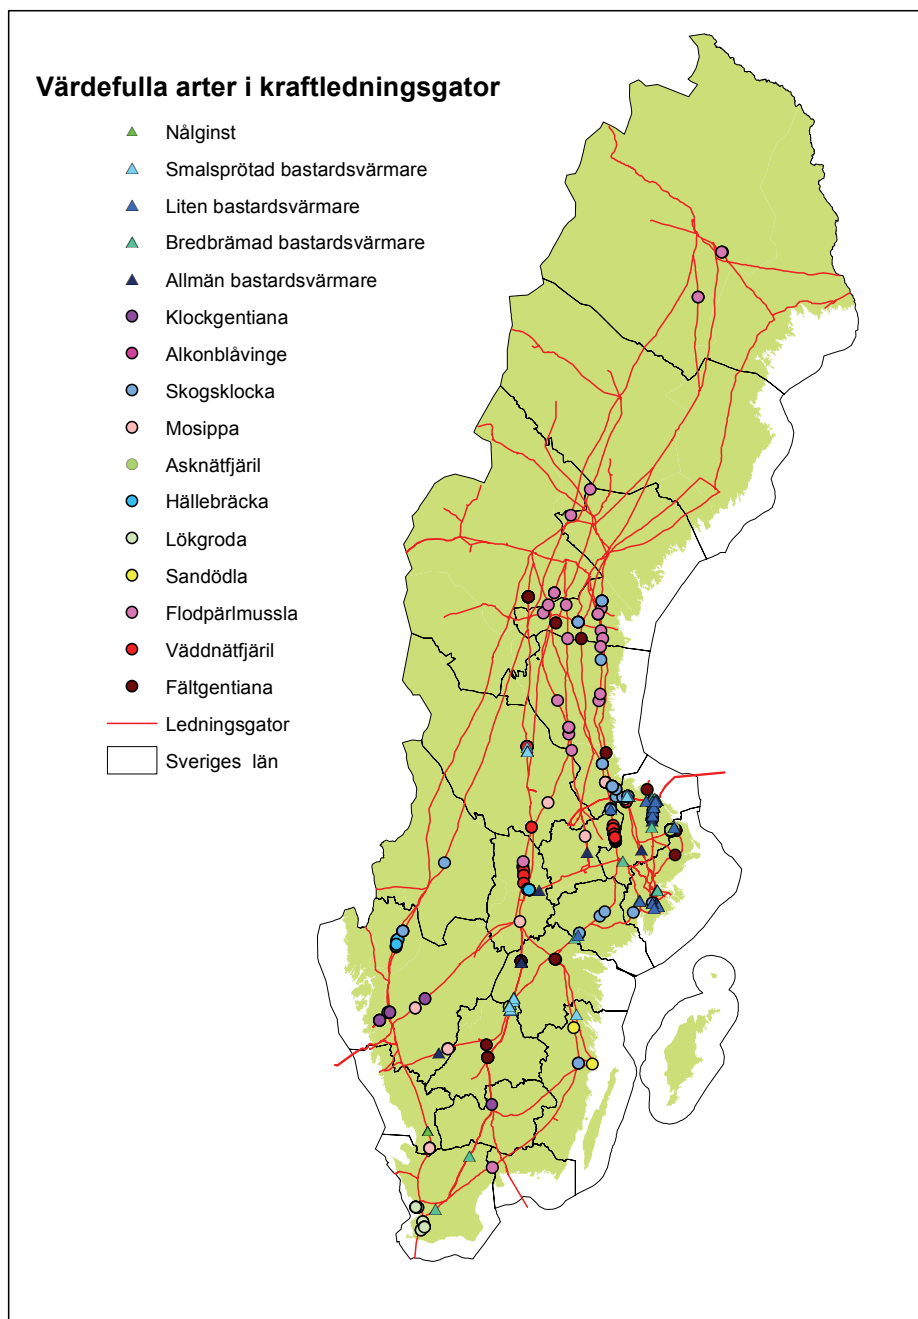 Värdefulla arter i kraftledningsgator
Nålginst
Smalsprötad bastardsvärmare
Liten bastardsvärmare
Bredbrämad bastardsvärmare
Allmän bastardsvärmare
Klockgentiana
Alkonblåvinge
Skogsklocka
Mosippa
Asknätfjäril
Hällebräcka
Lökgroda
Sandödla
Flodpärlmussla
Väddnätfjäril
Fältgentiana
Ledningsgator
Sveriges län